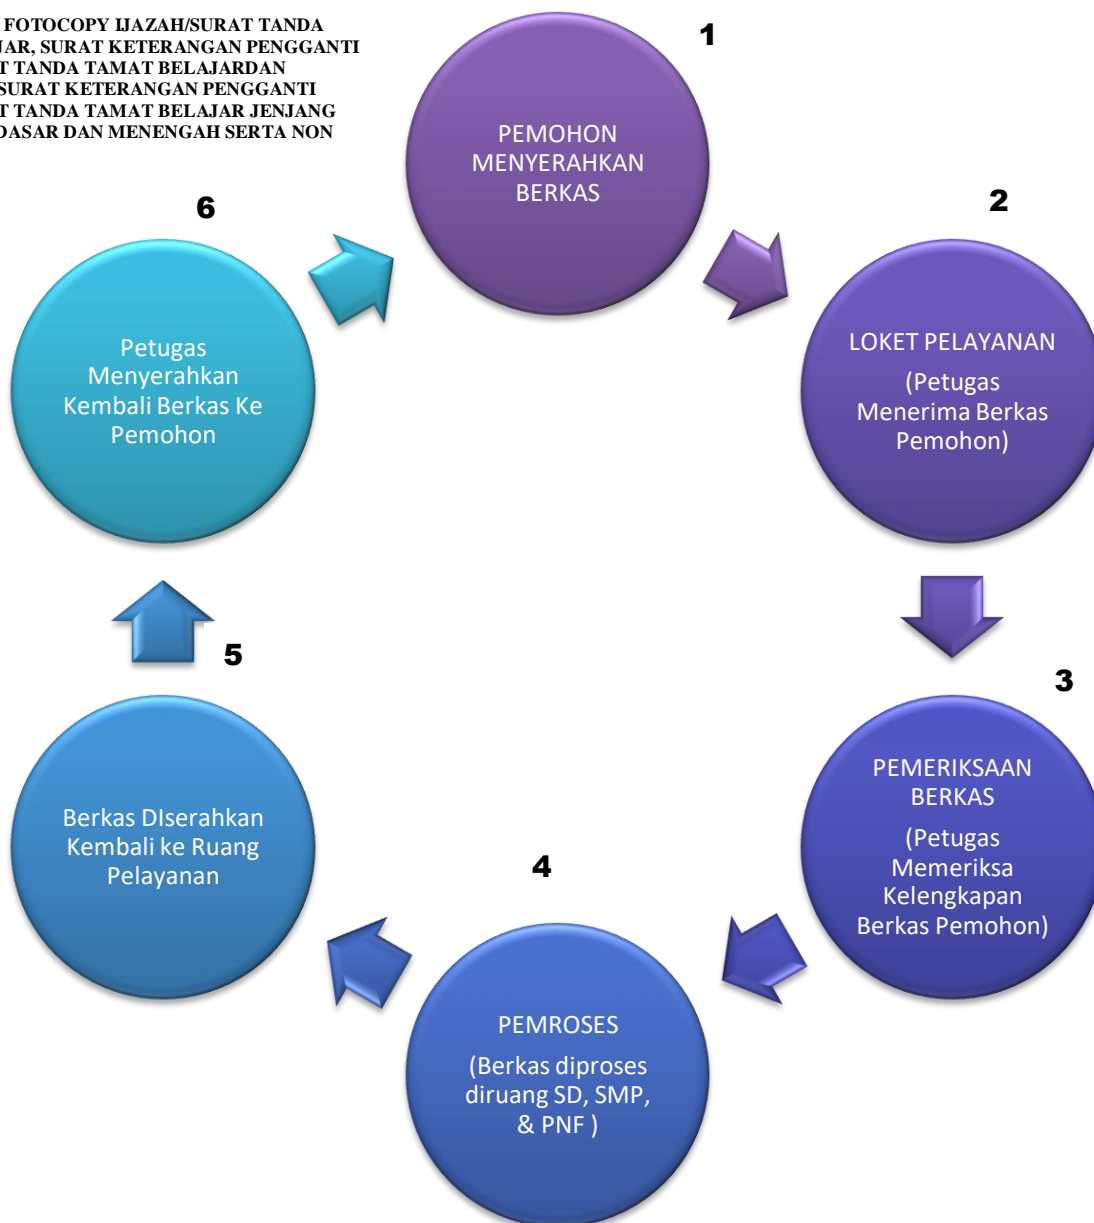 FOTOCOPY IJAZAH/SURAT TANDA
JAR, SURAT KETERANGAN PENGGANTI
T TANDA TAMAT BELAJARDAN
SURAT KETERANGAN PENGGANTI
T TANDA TAMAT BELAJAR JENJANG
DASAR DAN MENENGAH SERTA NON
1
PEMOHON
MENYERAHKAN
BERKAS
2
LOKET PELAYANAN
(Petugas
Menerima Berkas
Pemohon)
3
PEMERIKSAAN
BERKAS
(Petugas
Memeriksa
Kelengkapan
Berkas Pemohon)
4
PEMROSES
(Berkas diproses
diruang SD, SMP,
& PNF )
5
Berkas DIserahkan
Kembali ke Ruang
Pelayanan
6
Petugas
Menyerahkan
Kembali Berkas Ke
Pemohon